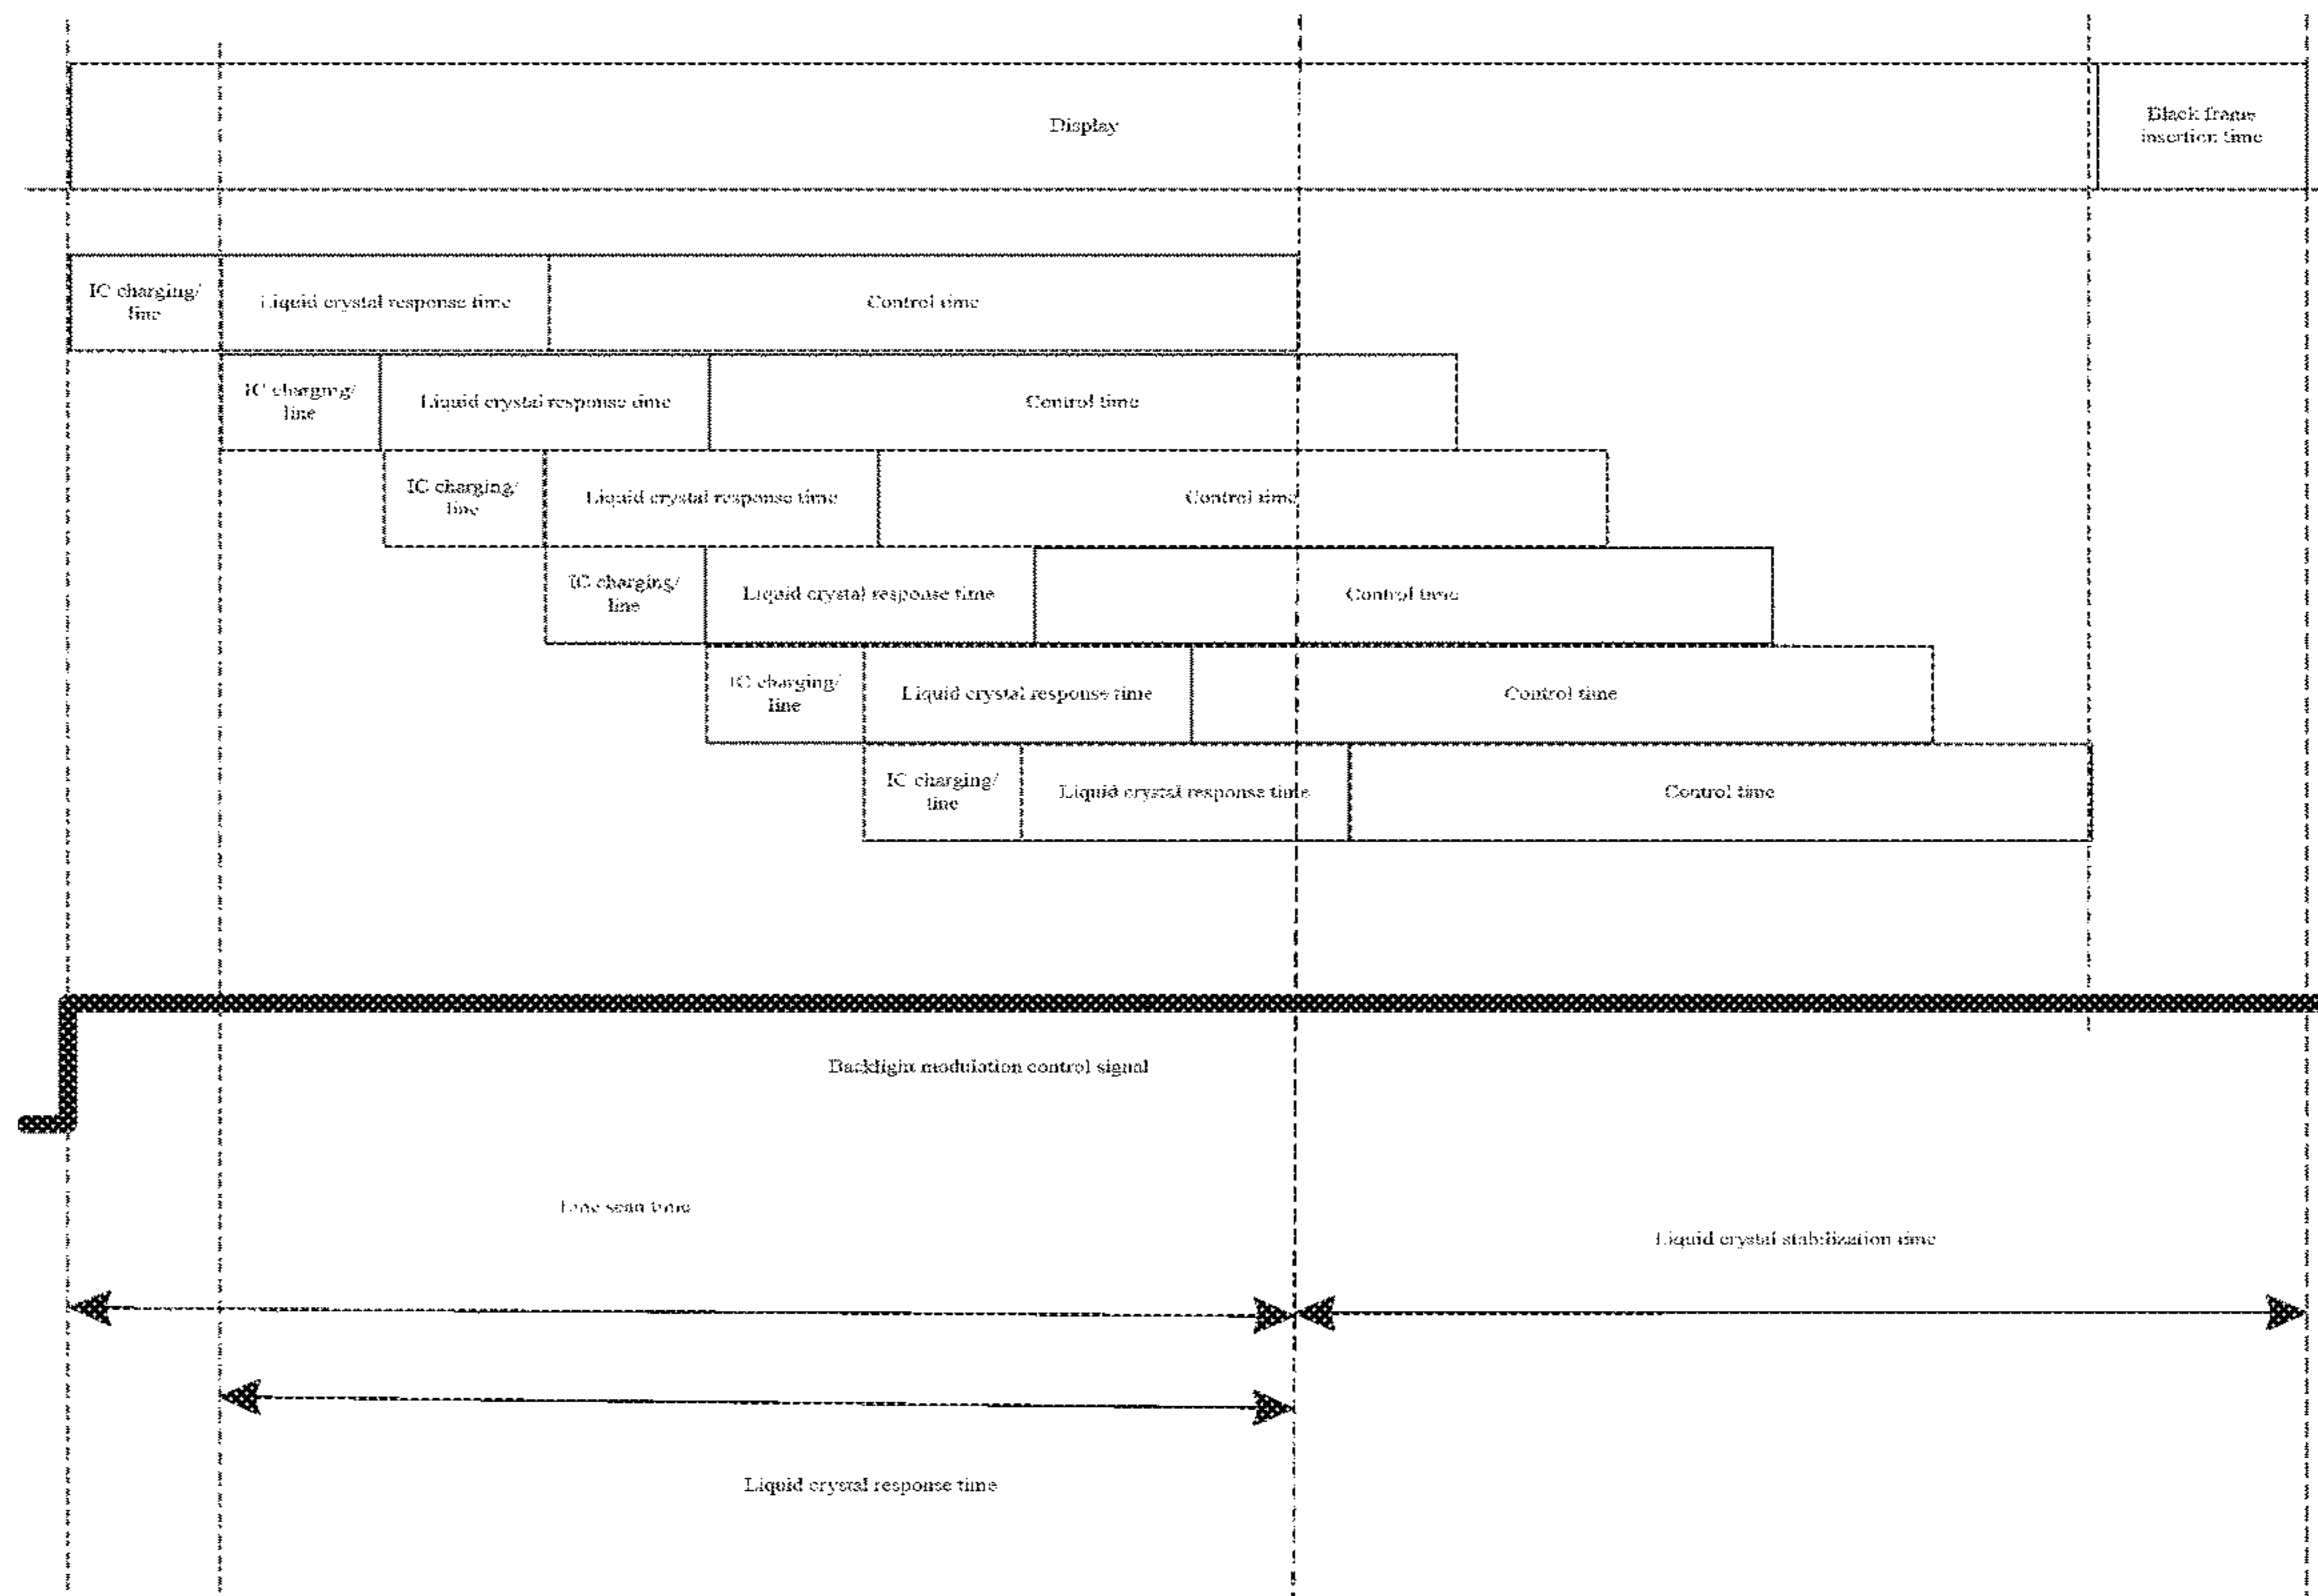 Display
Black frame
insertion time
IC charging/
line
Liquid crystal response time
Control time
IC charging/
line
Liquid crystal response time
Control time
IC charging/
line
Liquid crystal response time
Control time
IC charging/
line
Liquid crystal response time
Control time
IC charging/
line
Liquid crystal response time
Control time
IC charging/
line
Liquid crystal response time
Control time
Backlight modulation control signal
Line scan time
Liquid crystal stabilization time
Liquid crystal response time